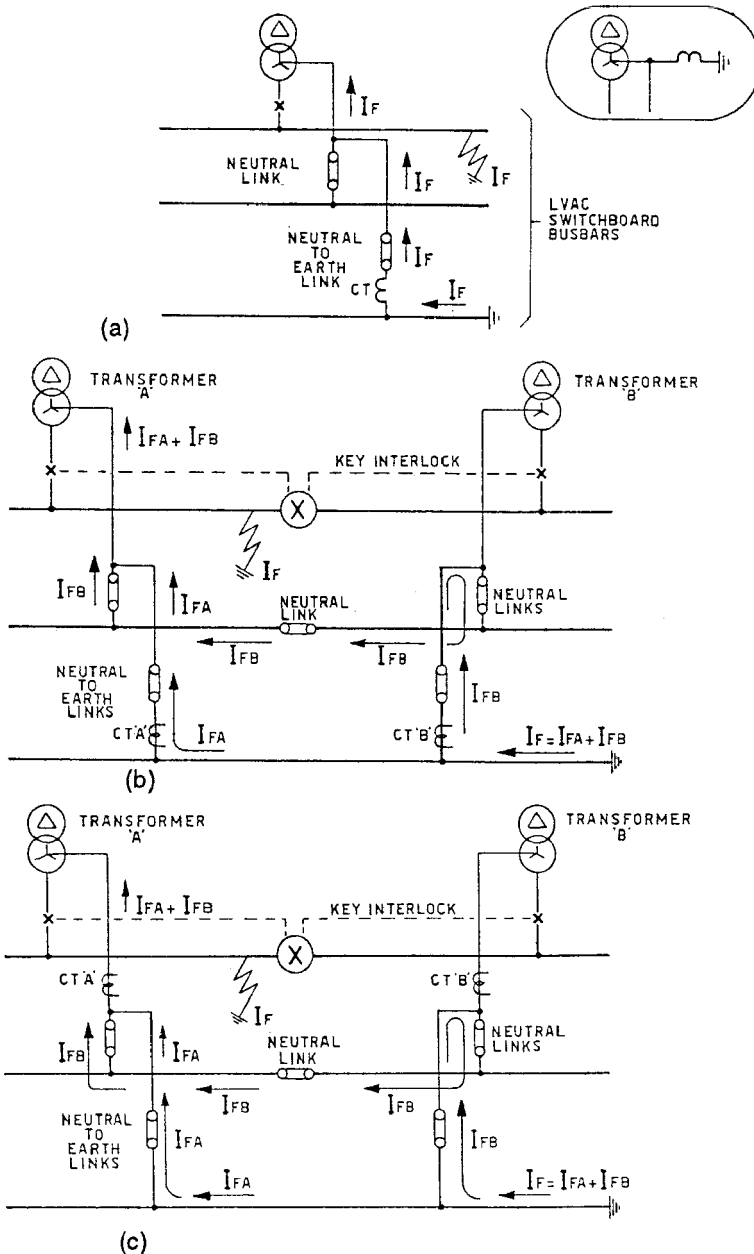 I_F
NEUTRAL
LINK
I_F
I_F
LVAC
SWITCHBOARD
BUSBARS
NEUTRAL
TO
EARTH
LINK
I_F
CT
I_F
(a)
TRANSFORMER
'A'
TRANSFORMER
'B'
I_FA + I_FB
KEY INTERLOCK
X
I_F
I_FB
I_FA
NEUTRAL
LINK
NEUTRAL
LINKS
I_FB
I_FB
NEUTRAL
TO
EARTH
LINKS
I_FB
CT'A'
I_FA
CT'B'
I_F = I_FA + I_FB
(b)
TRANSFORMER
'A'
TRANSFORMER
'B'
I_FA + I_FB
KEY INTERLOCK
X
CT'A'
CT'B'
I_F
I_FB
I_FA
NEUTRAL
LINK
NEUTRAL
LINKS
I_FB
I_FB
NEUTRAL
TO
EARTH
LINKS
I_FA
I_FB
I_FA
I_F = I_FA + I_FB
(c)